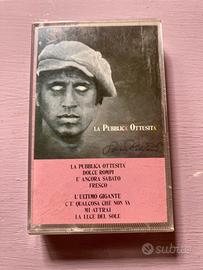 LA PUBBLICA OTTUSITÀ
LA PUBBLICA OTTUSITÀ
DOLCE ROMPI
E' ANCORA SABATO
FRESCO
L'ULTIMO GIGANTE
C'E' QUALCOSA CHE NON VA
MI ATTRAI
LA LUCE DEL SOLE
subito